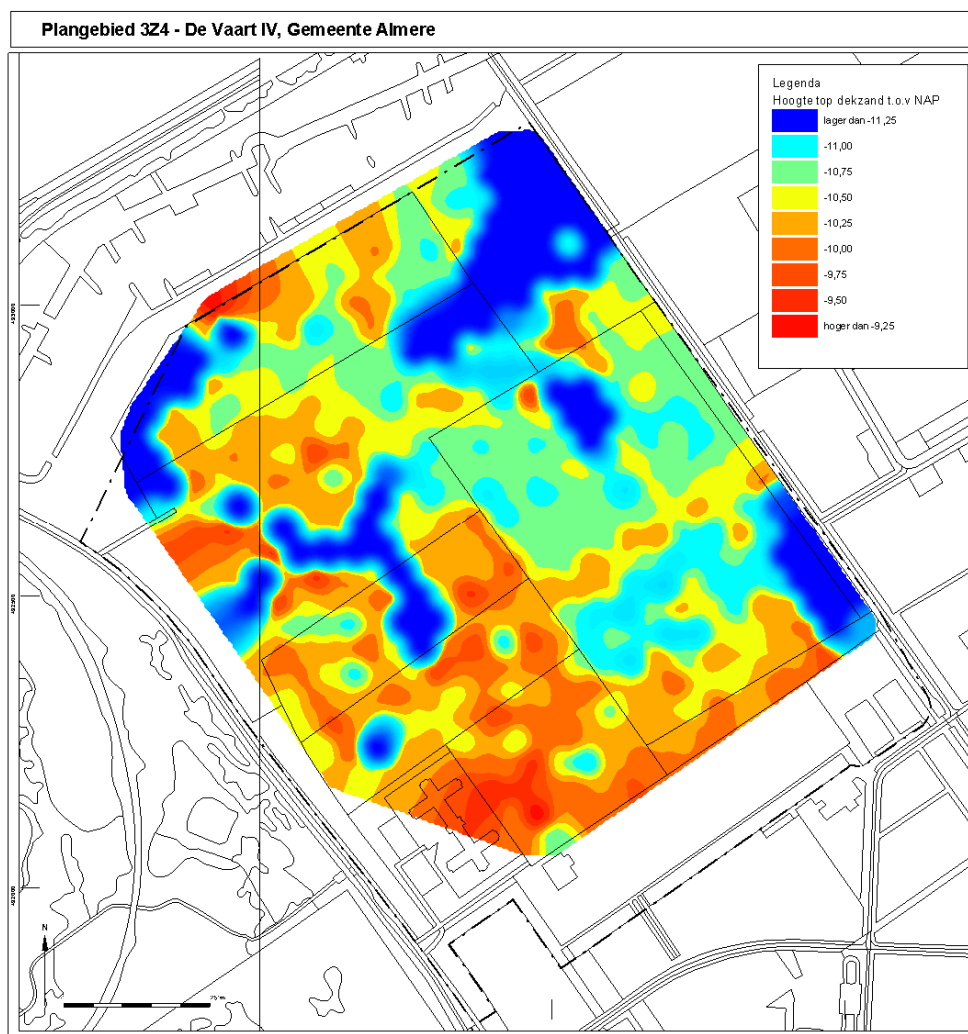 Plangebied 3Z4 - De Vaart IV, Gemeente Almere
Legenda
Hoogte top dekzand t.o.v NAP
lager dan -11,25
-11,00
-10,75
-10,50
-10,25
-10,00
-9,75
-9,50
hoger dan -9,25
N